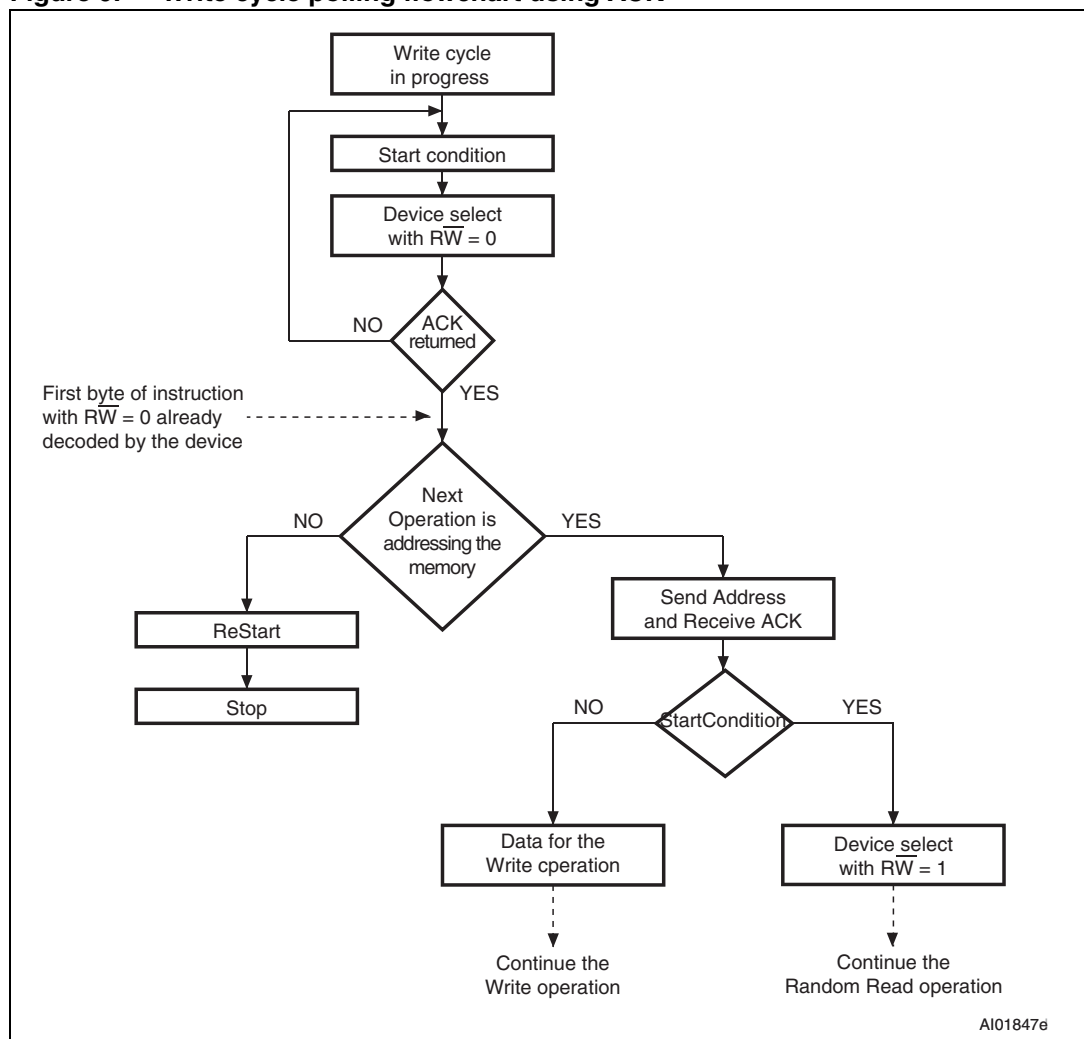 Write cycle
in progress
Start condition
Device select
with RW̅ = 0
NO
ACK
returned
YES
First byte of instruction
with RW̅ = 0 already
decoded by the device
Next
Operation is
addressing the
memory
NO
YES
ReStart
Stop
Send Address
and Receive ACK
NO
StartCondition
YES
Data for the
Write cperation
Device select
with RW̅ = 1
Continue the
Write operation
Continue the
Random Read operation
AI01847e